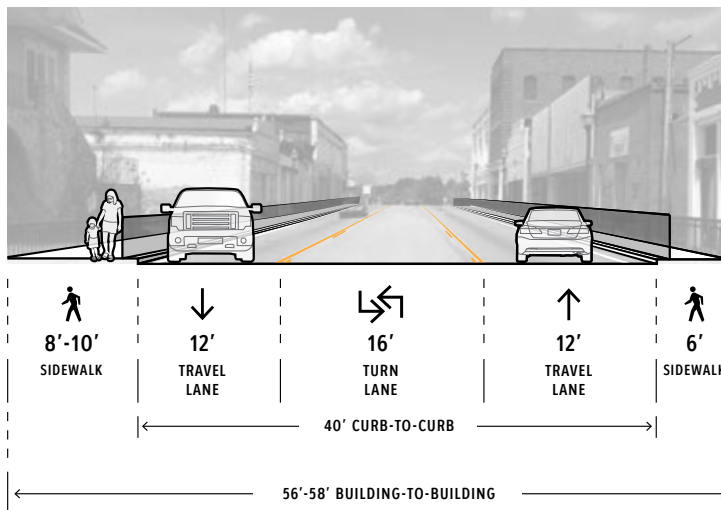 8′-10′
SIDEWALK
12′
TRAVEL
LANE
16′
TURN
LANE
12′
TRAVEL
LANE
6′
SIDEWALK
40′ CURB-TO-CURB
56′-58′ BUILDING-TO-BUILDING